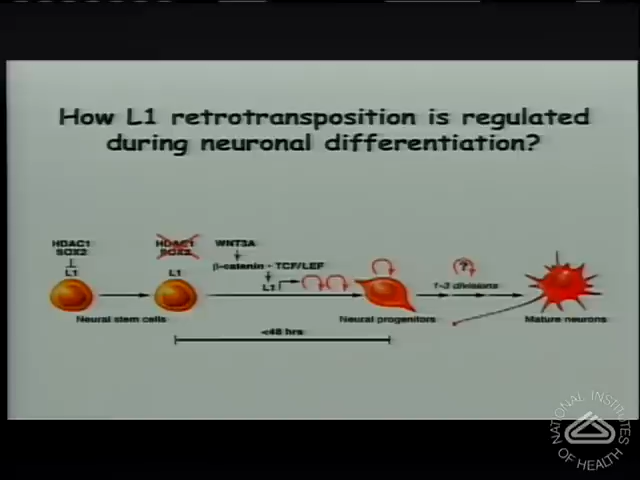 How L1 retrotransposition is regulated
during neuronal differentiation?
HDAC1
SOX2
L1
HDAC1
SOX2
L1
WNT3A
β-catenin - TCF/LEF
L1
?
1-3 divisions
Neural stem cells
Neural progenitors
Mature neurons
<48 hrs
NATIONAL INSTITUTES
OF HEALTH